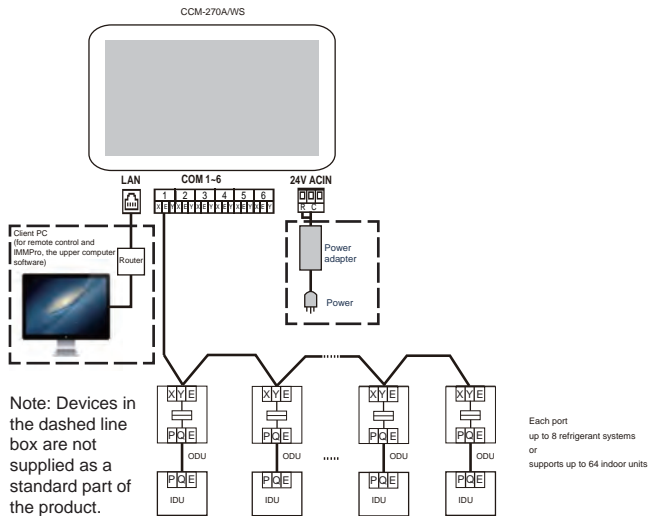 CCM-270A/WS
LAN
COM 1~6
24V ACIN
1 2 3 4 5 6
X E Y X E Y X E Y X E Y X E Y X E Y
R C
Client PC
(for remote control and
IMMPro, the upper computer
software)
Router
Power
adapter
Power
X Y E
X Y E
X Y E
X Y E
P Q E
P Q E
P Q E
P Q E
ODU
ODU
ODU
ODU
P Q E
P Q E
P Q E
P Q E
IDU
IDU
IDU
IDU
Note: Devices in
the dashed line
box are not
supplied as a
standard part of
the product.
Each port
up to 8 refrigerant systems
or
supports up to 64 indoor units